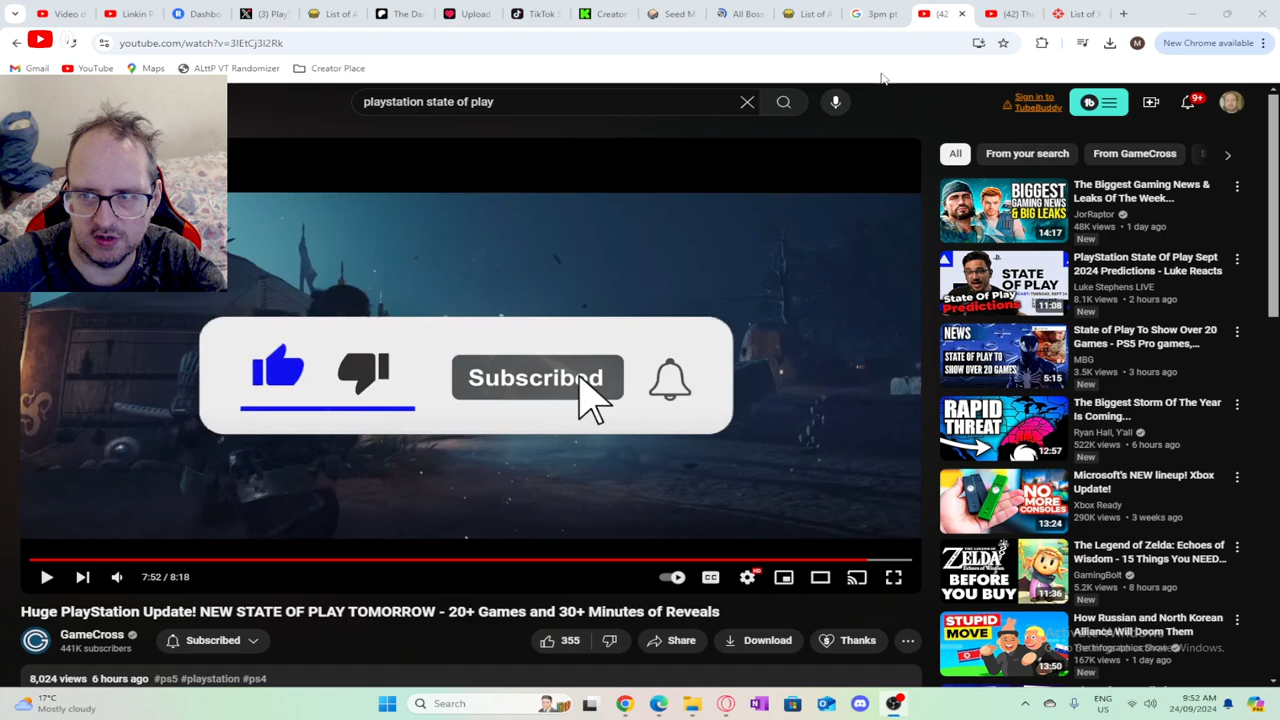 Video d
Linkin P
Dashb
(3) Play
List of A
The Dar
Upload
TikTok S
Creator
Seed M
All Boss
List of A
3pm pt
(42
(42) The
List of X
youtube.com/watch?v=3lEtCj3l2Rk
New Chrome available
Gmail
YouTube
Maps
ALttP VT Randomizer
Creator Place
playstation state of play
Sign in to
TubeBuddy
9+
All
From your search
From GameCross
BIGGEST
GAMING NEWS
& BIG LEAKS
14:17
The Biggest Gaming News &
Leaks Of The Week...
JorRaptor
48K views • 1 day ago
New
STATE
OF PLAY
State Of Play
Predictions
11:08
PlayStation State Of Play Sept
2024 Predictions - Luke Reacts
Luke Stephens LIVE
8.1K views • 2 hours ago
New
NEWS
STATE OF PLAY TO
SHOW OVER 20
GAMES
5:15
State of Play To Show Over 20
Games - PS5 Pro games,...
MBG
3.5K views • 3 hours ago
New
RAPID
THREAT
12:57
The Biggest Storm Of The Year
Is Coming...
Ryan Hall, Y'all
522K views • 6 hours ago
New
NO MORE
CONSOLES
13:24
Microsoft's NEW lineup! Xbox
Update!
Xbox Ready
290K views • 3 weeks ago
ZELDA
BEFORE
YOU BUY
11:36
The Legend of Zelda: Echoes of
Wisdom - 15 Things You NEED...
GamingBolt
5.2K views • 8 hours ago
New
STUPID
MOVE
13:50
How Russian and North Korean
Alliance Will Doom Them
The Infographics Show
167K views • 1 day ago
New
Subscribed
7:52 / 8:18
HD
Huge PlayStation Update! NEW STATE OF PLAY TOMORROW - 20+ Games and 30+ Minutes of Reveals
GameCross
441K subscribers
Subscribed
355
Share
Download
Thanks
8,024 views 6 hours ago #ps5 #playstation #ps4
Activate Windows
17°C
Mostly cloudy
Search
ENG
US
9:52 AM
24/09/2024